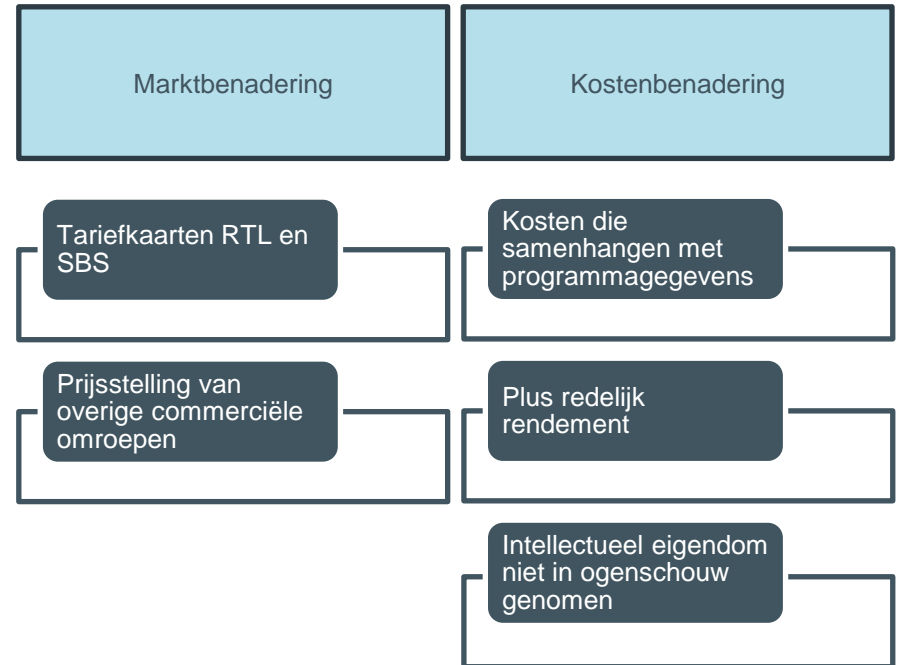 Marktbenadering
Kostenbenadering
Tariefkaarten RTL en
SBS
Prijsstelling van
overige commerciële
omroepen
Kosten die
samenhangen met
programmagegevens
Plus redelijk
rendement
Intellectueel eigendom
niet in ogenschouw
genomen